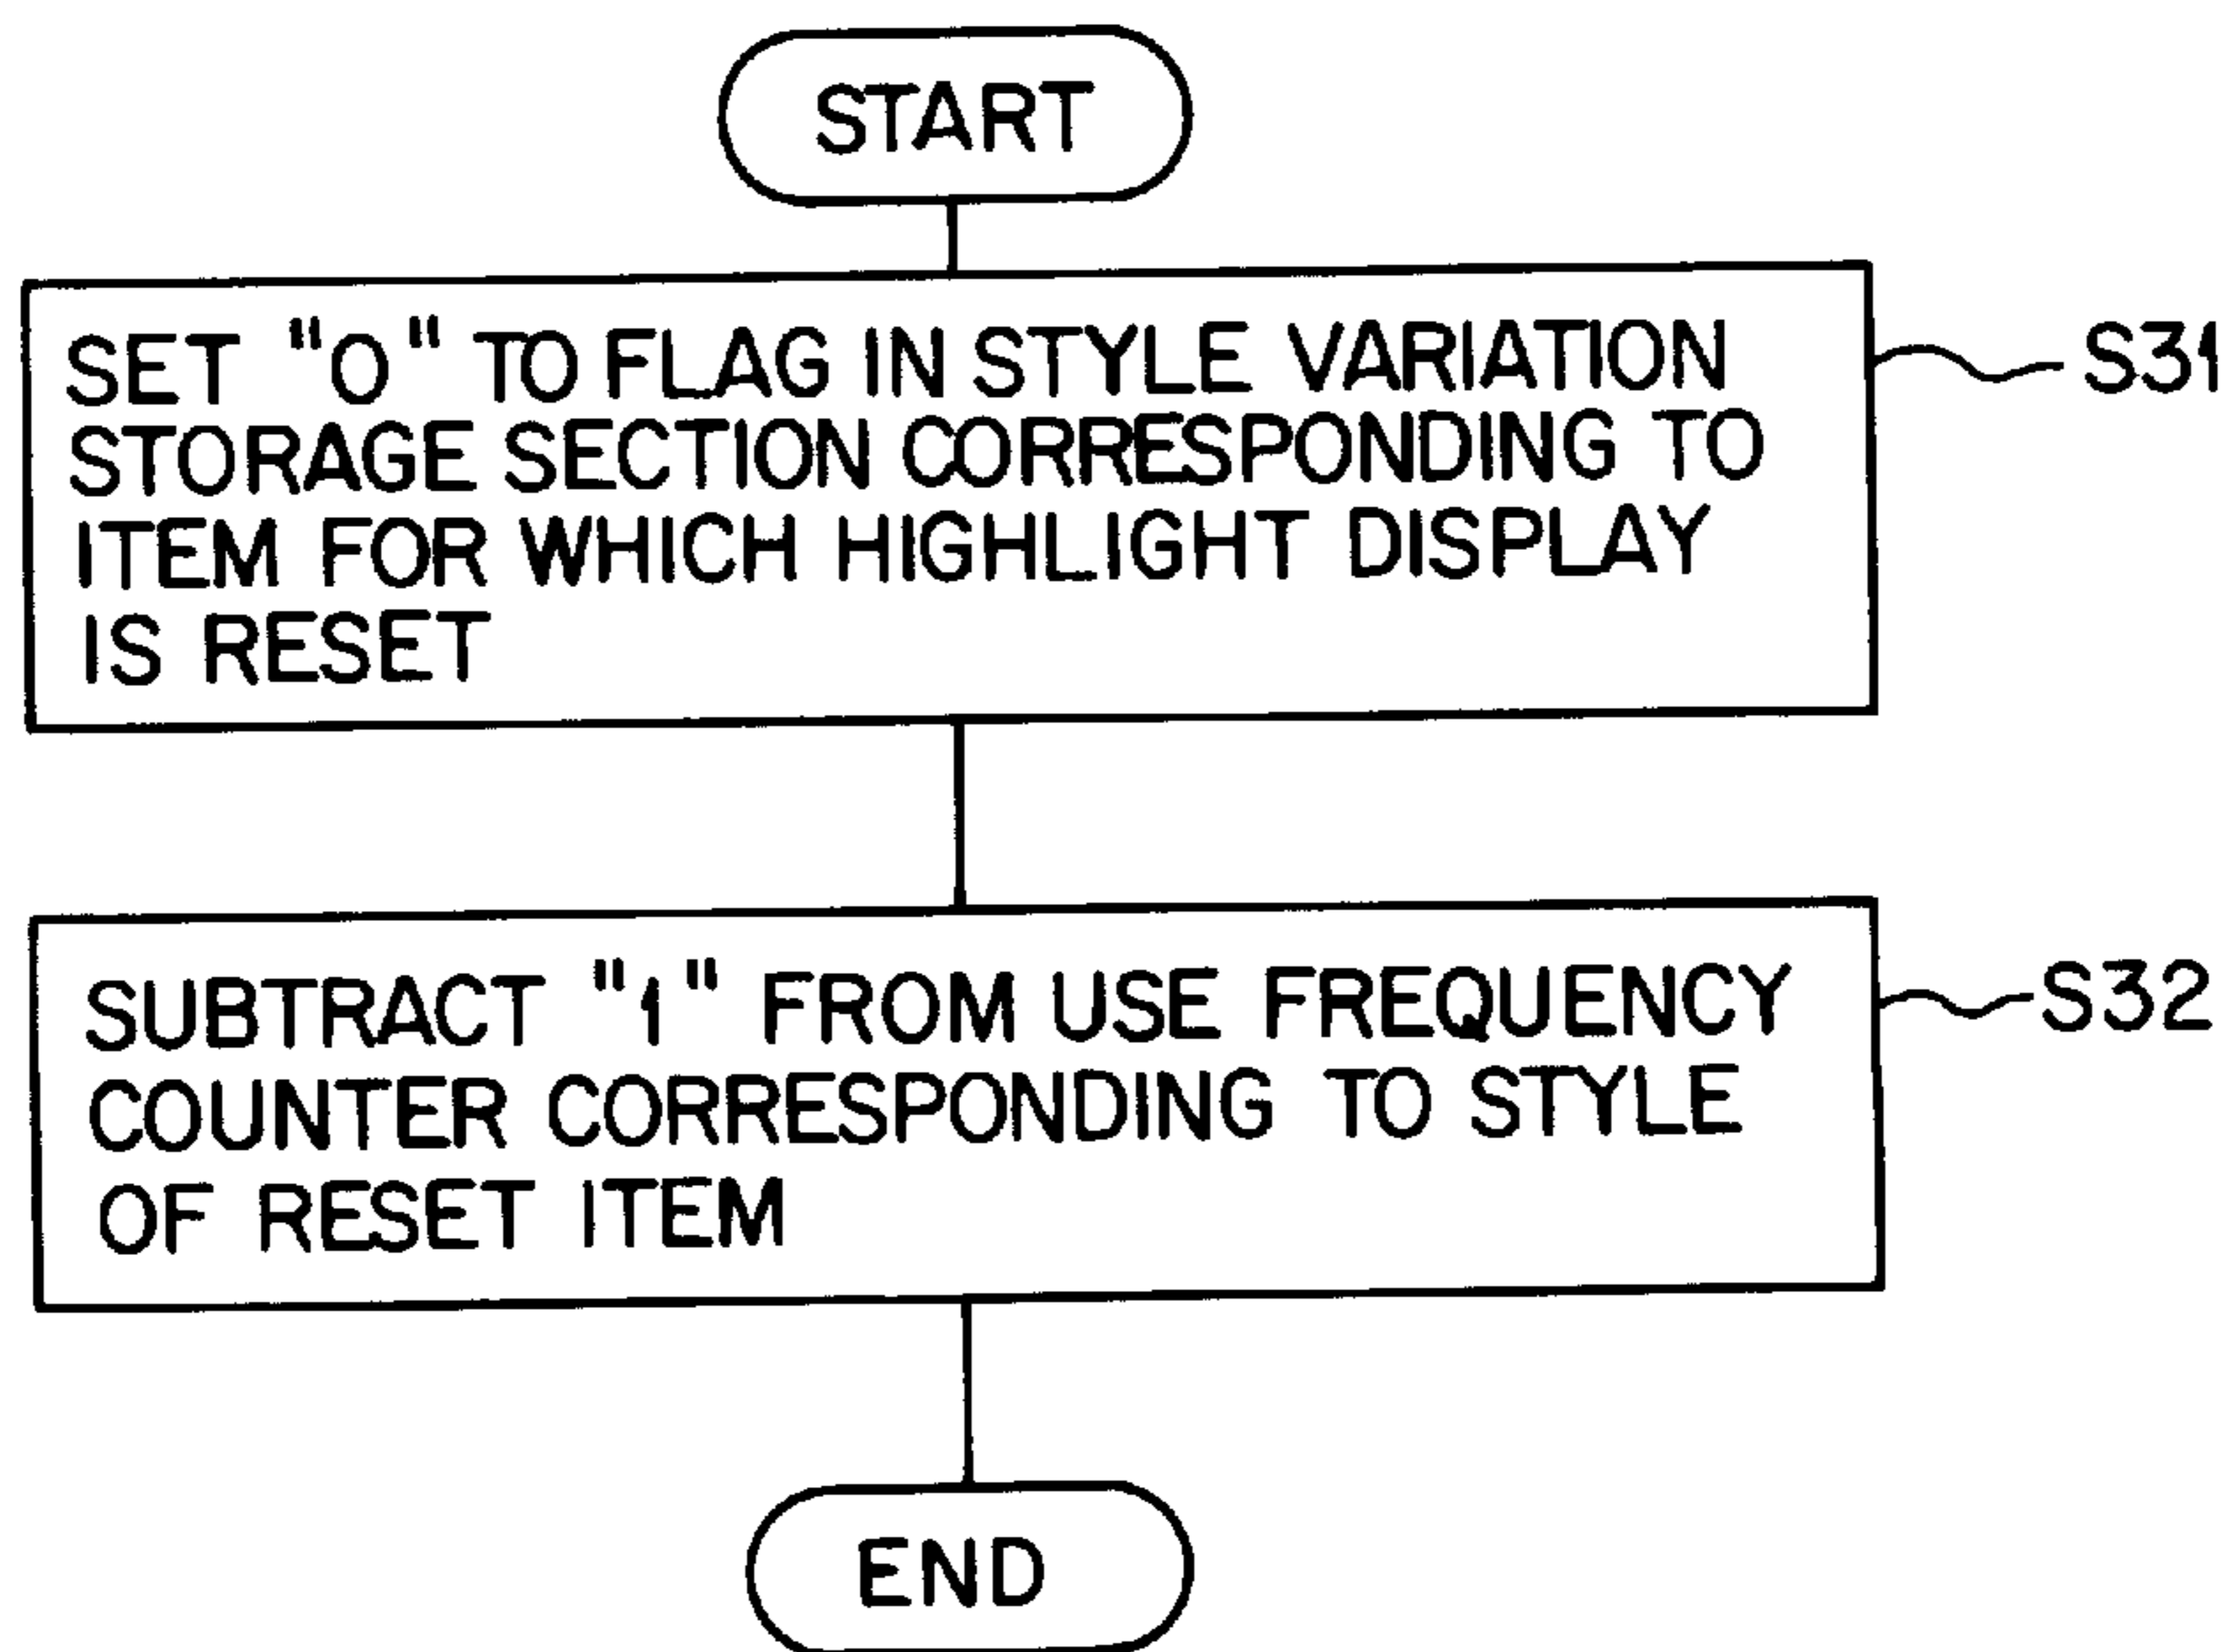 START
SET "0" TO FLAG IN STYLE VARIATION
STORAGE SECTION CORRESPONDING TO
ITEM FOR WHICH HIGHLIGHT DISPLAY
IS RESET
S31
SUBTRACT "1" FROM USE FREQUENCY
COUNTER CORRESPONDING TO STYLE
OF RESET ITEM
S32
END